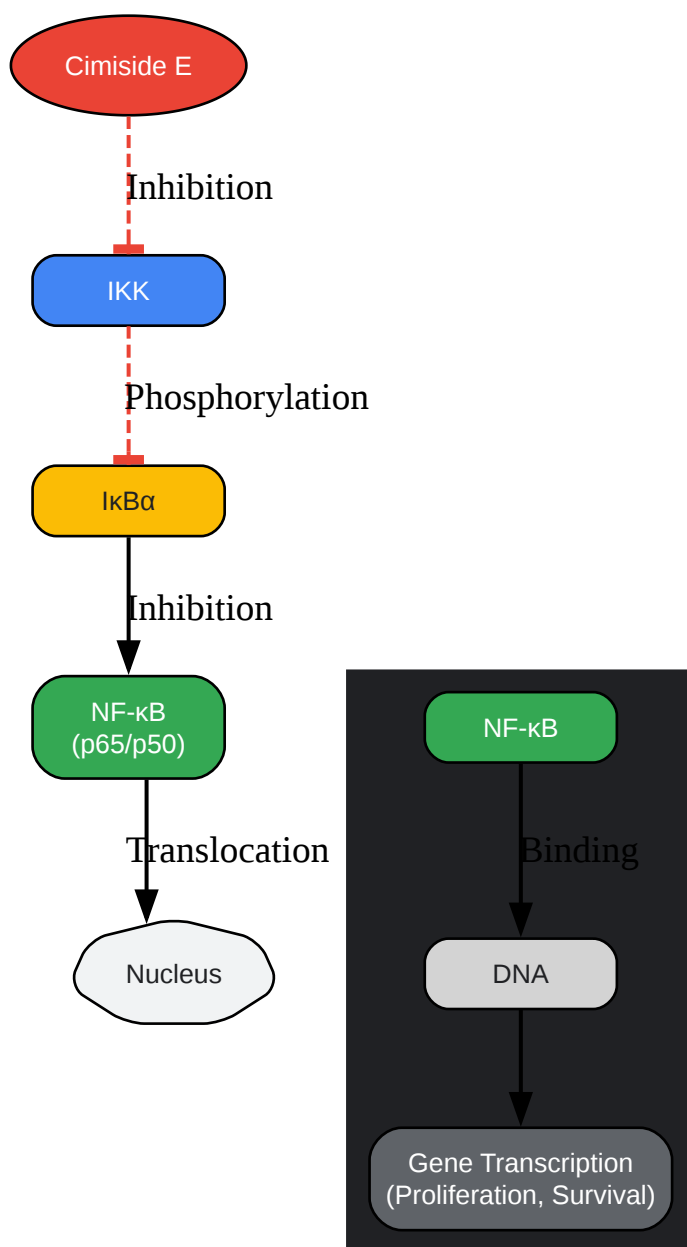 Cimiside E
Inhibition
IKK
Phosphorylation
IκBα
Inhibition
NF-κB
(p65/p50)
Translocation
Nucleus
NF-κB
Binding
DNA
Gene Transcription
(Proliferation, Survival)